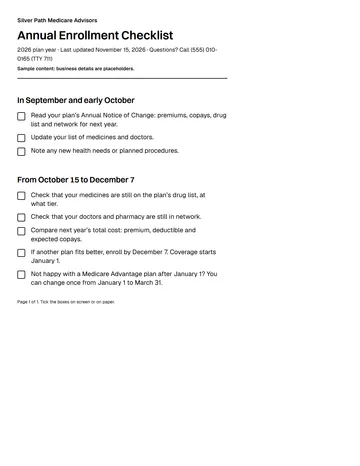 Silver Path Medicare Advisors
Annual Enrollment Checklist
2026 plan year · Last updated November 15, 2026 · Questions? Call (555) 010-
0165 (TTY 711)
Sample content: business details are placeholders.
In September and early October
Read your plan's Annual Notice of Change: premiums, copays, drug
list and network for next year.
Update your list of medicines and doctors.
Note any new health needs or planned procedures.
From October 15 to December 7
Check that your medicines are still on the plan's drug list, at
what tier.
Check that your doctors and pharmacy are still in network.
Compare next year's total cost: premium, deductible and
expected copays.
If another plan fits better, enroll by December 7. Coverage starts
January 1.
Not happy with a Medicare Advantage plan after January 1? You
can change once from January 1 to March 31.
Page 1 of 1. Tick the boxes on screen or on paper.